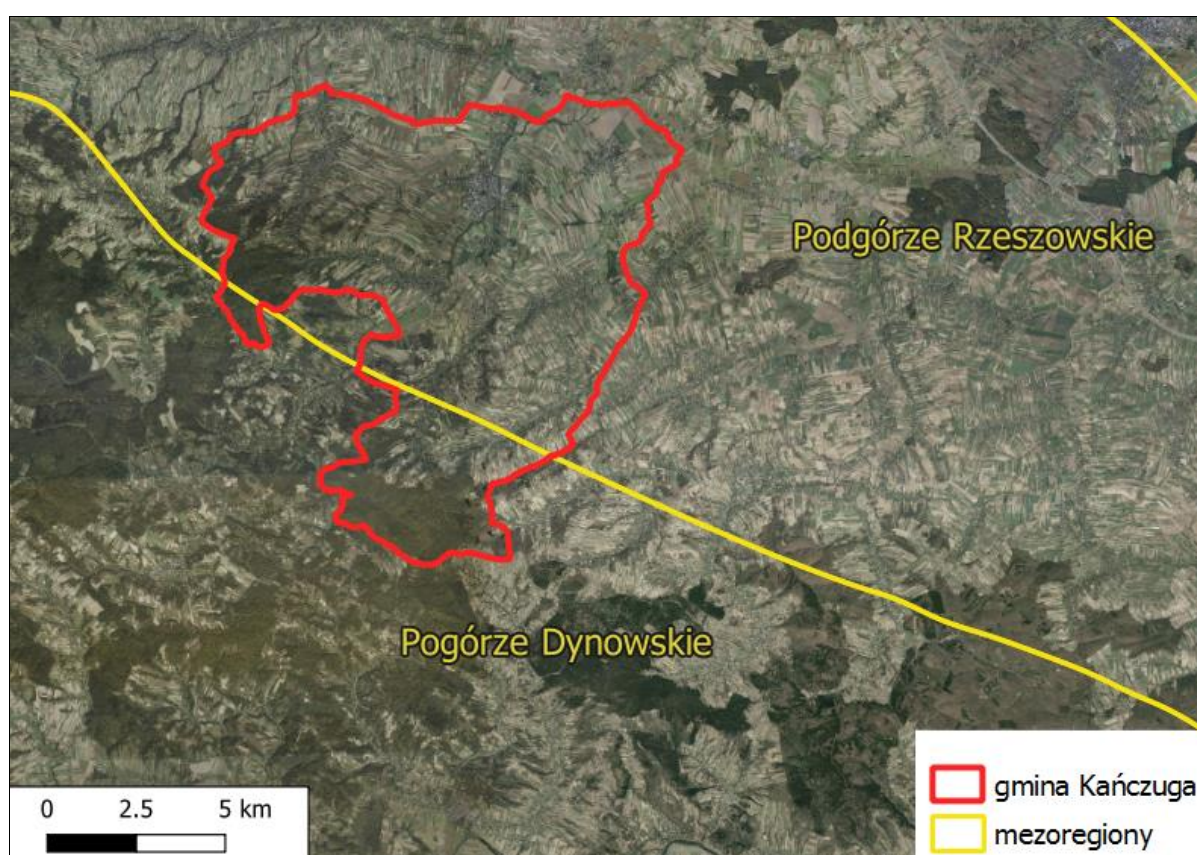 Podgórze Rzeszowskie
Pogórze Dynowskie
0 2.5 5 km
gmina Kańczuga
mezoregiony